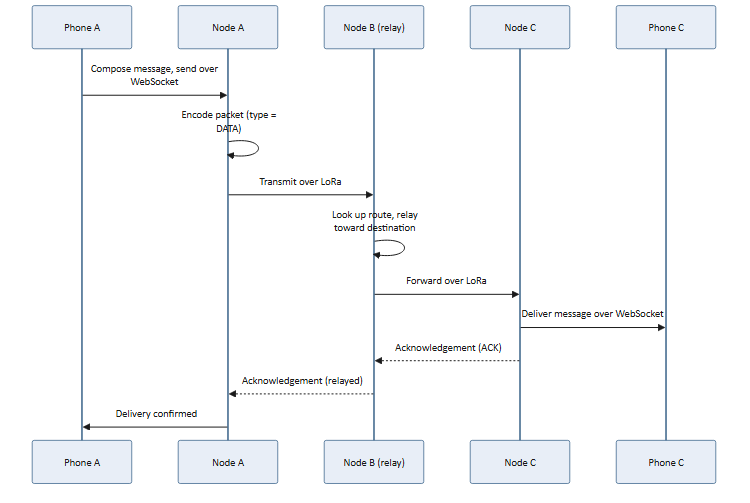 Phone A
Node A
Node B (relay)
Node C
Phone C
Compose message, send over
WebSocket
Encode packet (type =
DATA)
Transmit over LoRa
Look up route, relay
toward destination
Forward over LoRa
Deliver message over WebSocket
Acknowledgement (ACK)
Acknowledgement (relayed)
Delivery confirmed
Phone A
Node A
Node B (relay)
Node C
Phone C